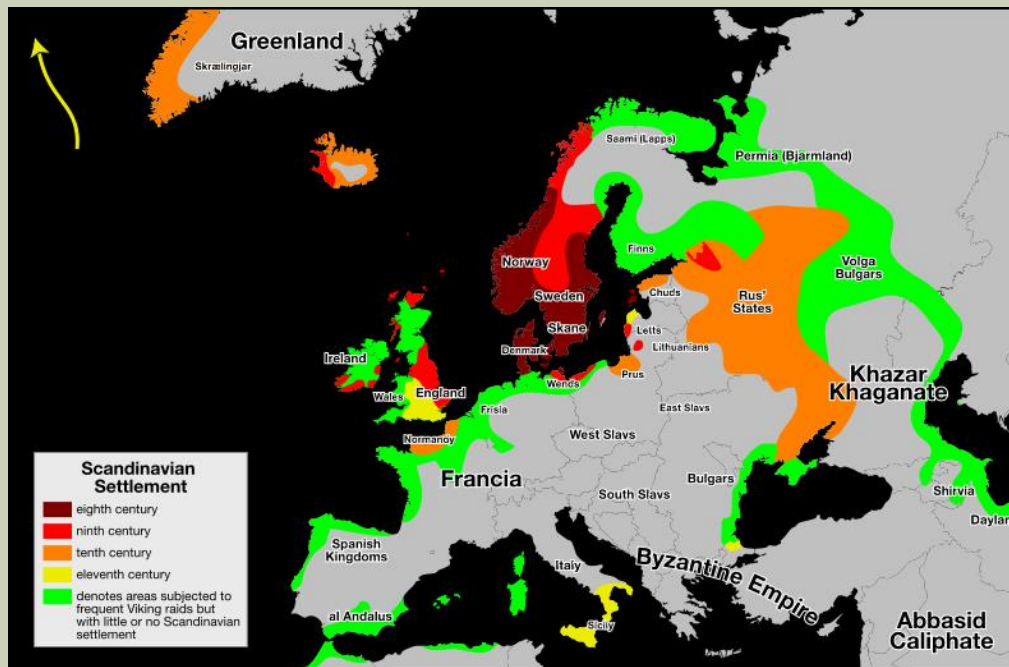 Greenland
Skrælingjar
Saami (Lapps)
Permia (Bjarmland)
Finns
Volga
Bulgars
Norway
Sweden
Skane
Denmark
Chuds
Rus'
States
Letts
Lithuanians
Ireland
England
Wales
Wends
Prus
Khazar
Khaganate
Frisia
East Slavs
Normandy
West Slavs
Francia
Bulgars
South Slavs
Shirvia
Daylam
Spanish
Kingdoms
Italy
Byzantine Empire
al Andalus
Sicily
Abbasid
Caliphate
Scandinavian
Settlement
eighth century
ninth century
tenth century
eleventh century
denotes areas subjected to
frequent Viking raids but
with little or no Scandinavian
settlement